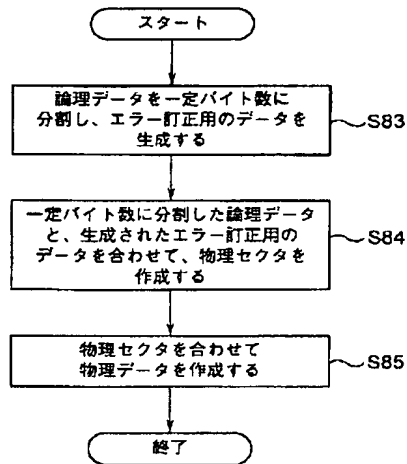 スタート
論理データを一定バイト数に
分割し、エラー訂正用のデータを
生成する
S83
一定バイト数に分割した論理データ
と、生成されたエラー訂正用の
データを合わせて、物理セクタを
作成する
S84
物理セクタを合わせて
物理データを作成する
S85
終了